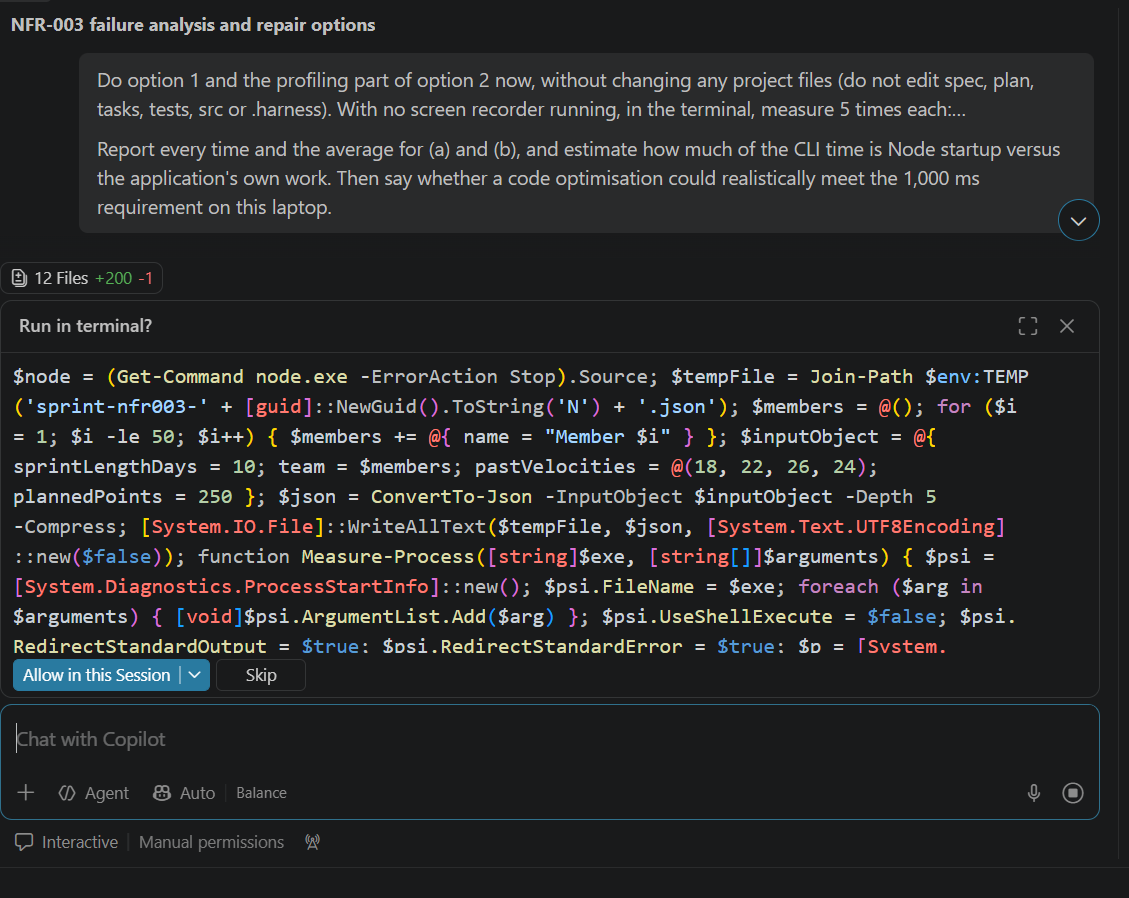 NFR-003 failure analysis and repair options
Do option 1 and the profiling part of option 2 now, without changing any project files (do not edit spec, plan,
tasks, tests, src or .harness). With no screen recorder running, in the terminal, measure 5 times each:...
Report every time and the average for (a) and (b), and estimate how much of the CLI time is Node startup versus
the application's own work. Then say whether a code optimisation could realistically meet the 1,000 ms
requirement on this laptop.
12 Files +200 -1
Run in terminal?
$node = (Get-Command node.exe -ErrorAction Stop).Source; $tempFile = Join-Path $env:TEMP
('sprint-nfr003-' + [guid]::NewGuid().ToString('N') + '.json'); $members = @(); for ($i
= 1; $i -le 50; $i++) { $members += @{ name = "Member $i" } }; $inputObject = @{
sprintLengthDays = 10; team = $members; pastVelocities = @(18, 22, 26, 24);
plannedPoints = 250 }; $json = ConvertTo-Json -InputObject $inputObject -Depth 5
-Compress; [System.IO.File]::WriteAllText($tempFile, $json, [System.Text.UTF8Encoding]
::new($false)); function Measure-Process([string]$exe, [string[]]$arguments) { $psi =
[System.Diagnostics.ProcessStartInfo]::new(); $psi.FileName = $exe; foreach ($arg in
$arguments) { [void]$psi.ArgumentList.Add($arg) }; $psi.UseShellExecute = $false; $psi.
RedirectStandardOutput = $true; $psi.RedirectStandardError = $true; $p = [System.
Allow in this Session Skip
Chat with Copilot
Agent Auto Balance
Interactive Manual permissions